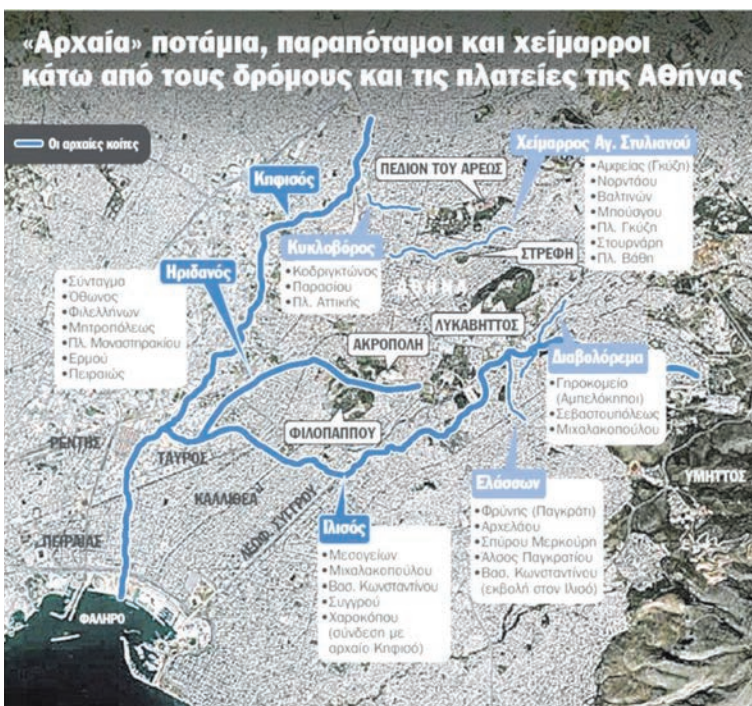 «Αρχαία» ποτάμια, παραπόταμοι και χείμαρροι
κάτω από τους δρόμους και τις πλατείες της Αθήνας
Οι αρχαίες κοίτες
Κηφισός
ΠΕΔΙΟΝ ΤΟΥ ΑΡΕΩΣ
Χείμαρρος Αγ. Στυλιανού
• Αμφείας (Γκύζη)
• Νορντάου
• Βαλτινών
• Μπούσγου
• Πλ. Γκύζη
• Στουρνάρη
• Πλ. Βάθη
Κυκλοβόρος
• Κοδριγκτώνος
• Παρασίου
• Πλ. Αττικής
ΣΤΡΕΦΗ
ΑΘΗΝΑ
Ηριδανός
• Σύνταγμα
• Όθωνος
• Φιλελλήνων
• Μητροπόλεως
• Πλ. Μοναστηρακίου
• Ερμού
• Πειραιώς
ΛΥΚΑΒΗΤΤΟΣ
ΑΚΡΟΠΟΛΗ
Διαβολόρεμα
• Γηροκομείο
(Αμπελόκηποι)
• Σεβαστουπόλεως
• Μιχαλακοπούλου
ΦΙΛΟΠΑΠΠΟΥ
ΡΕΝΤΗΣ
ΤΑΥΡΟΣ
ΚΑΛΛΙΘΕΑ
ΛΕΩΦ. ΣΥΓΓΡΟΥ
ΥΜΗΤΤΟΣ
Ελάσσων
• Φρύνης (Παγκράτι)
• Αρχελάου
• Σπύρου Μερκούρη
• Άλσος Παγκρατίου
• Βασ. Κωνσταντίνου
(εκβολή στον Ιλισό)
Ιλισός
• Μεσογείων
• Μιχαλακοπούλου
• Βασ. Κωνσταντίνου
• Συγγρού
• Χαροκόπου
(σύνδεση με
αρχαίο Κηφισό)
ΠΕΙΡΑΙΑΣ
ΦΑΛΗΡΟ